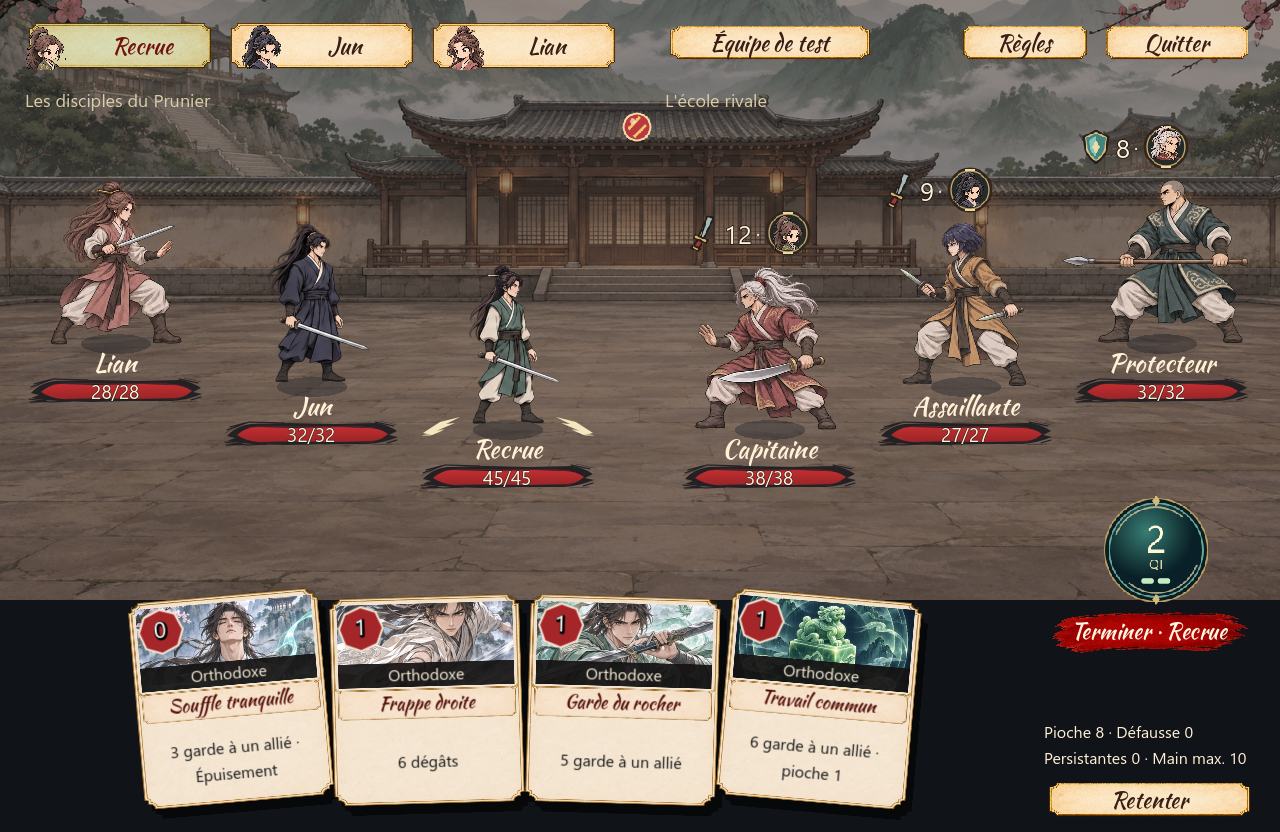 Recrue
Jun
Lian
Équipe de test
Règles
Quitter
Les disciples du Prunier
L'école rivale
8·
9·
12·
Lian
28/28
Jun
32/32
Recrue
45/45
Capitaine
38/38
Assaillante
27/27
Protecteur
32/32
2
QI
Terminer · Recrue
0
Orthodoxe
Souffle tranquille
3 garde à un allié ·
Épuisement
1
Orthodoxe
Frappe droite
6 dégâts
1
Orthodoxe
Garde du rocher
5 garde à un allié
1
Orthodoxe
Travail commun
6 garde à un allié ·
pioche 1
Pioche 8 · Défausse 0
Persistantes 0 · Main max. 10
Retenter